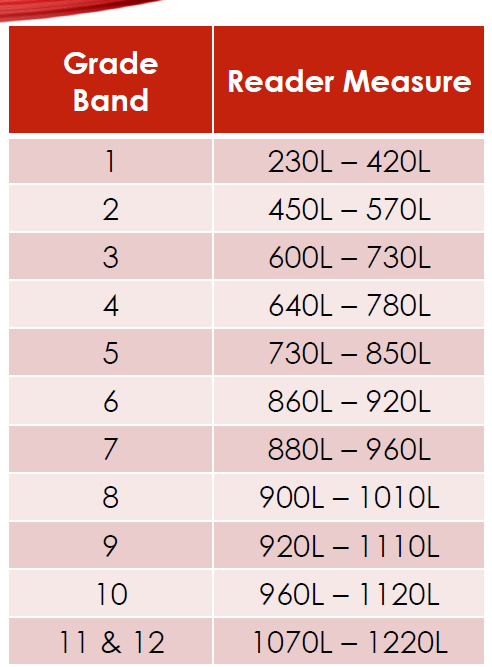 Grade
Band
Reader Measure
1 230L – 420L
2 450L – 570L
3 600L – 730L
4 640L – 780L
5 730L – 850L
6 860L – 920L
7 880L – 960L
8 900L – 1010L
9 920L – 1110L
10 960L – 1120L
11 & 12 1070L – 1220L